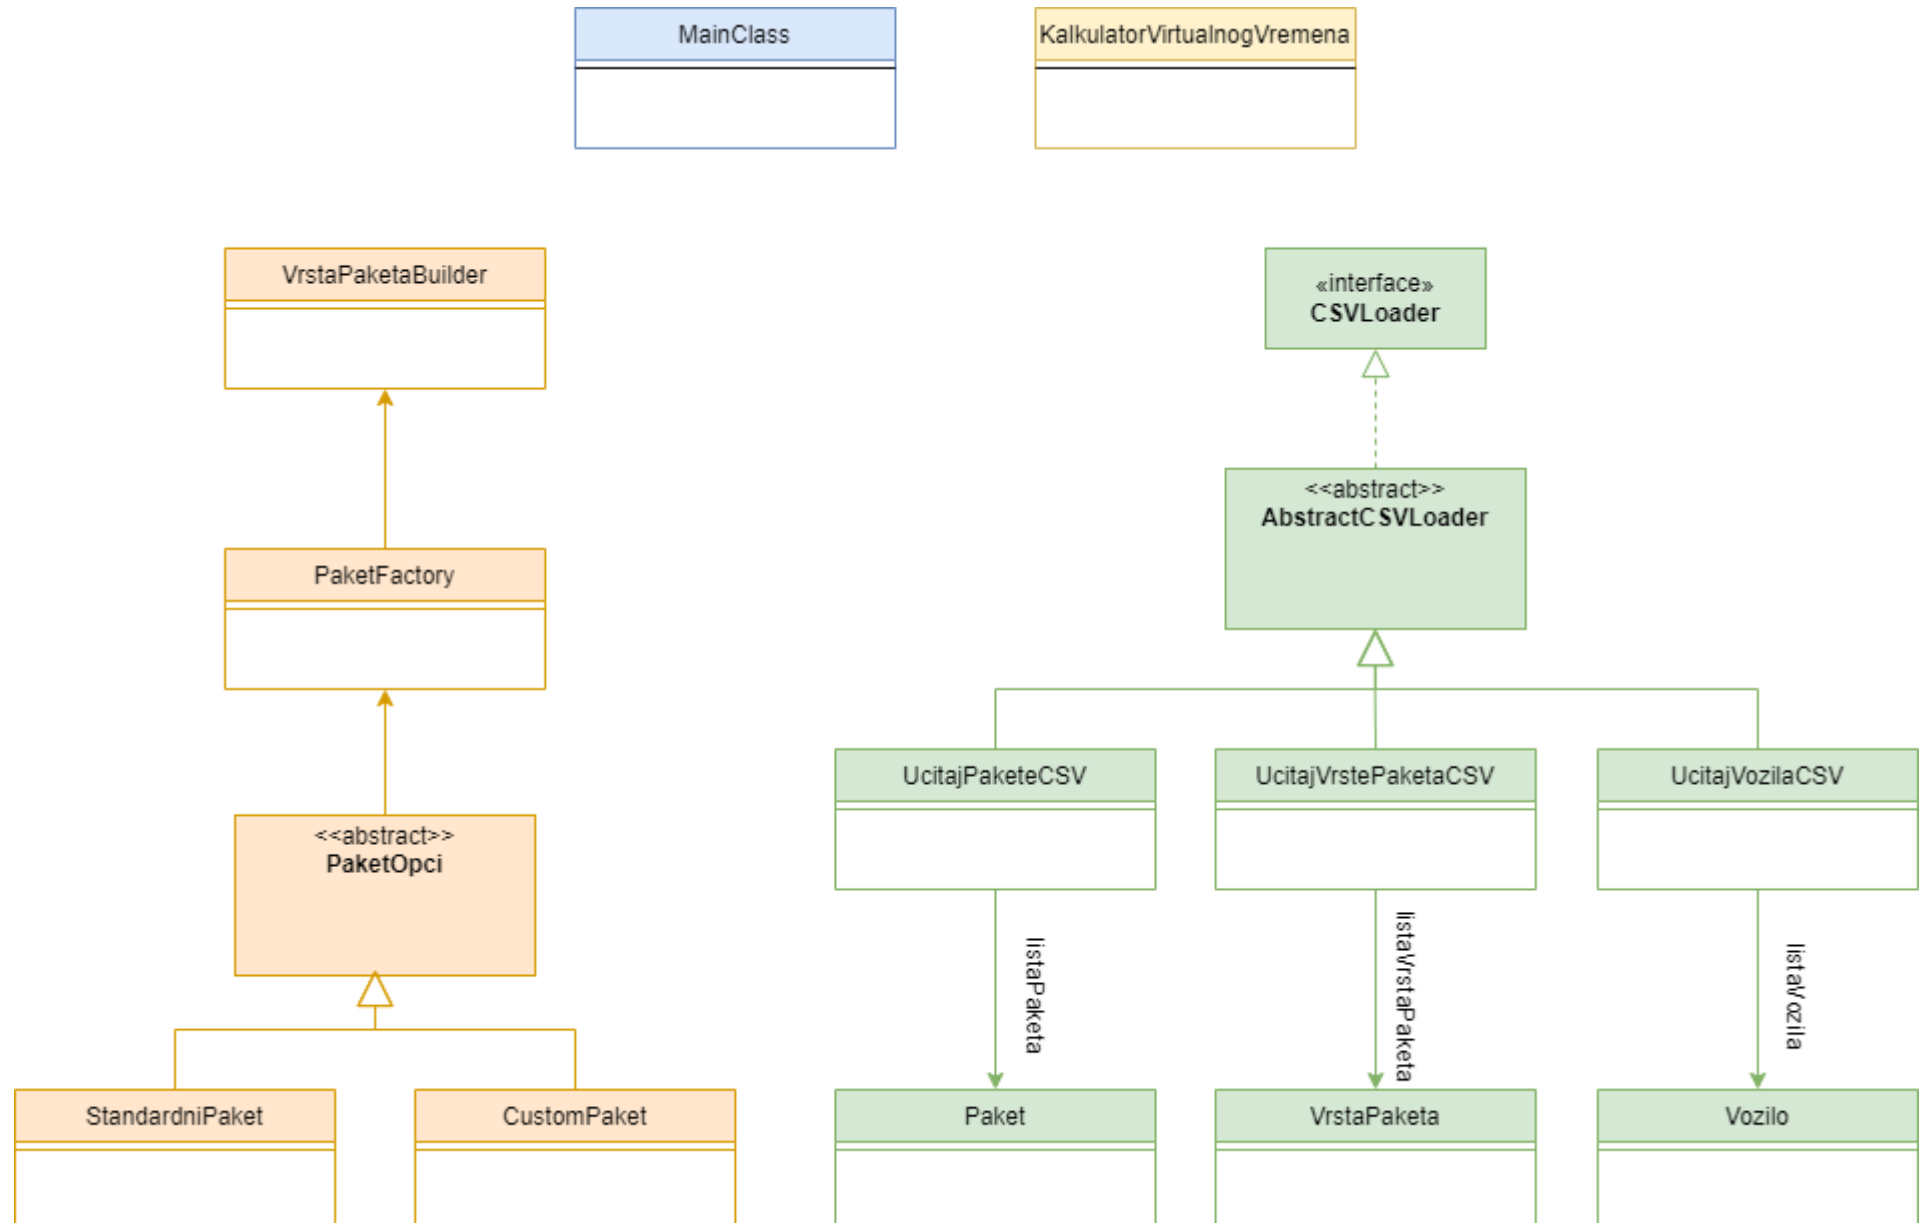 MainClass
KalkulatorVirtualnogVremena
VrstaPaketaBuilder
«interface»
CSVLoader
<<abstract>>
AbstractCSVLoader
PaketFactory
UcitajPaketeCSV
UcitajVrstePaketaCSV
UcitajVozilaCSV
<<abstract>>
PaketOpci
listaPaketa
listaVrstaPaketa
listaVozila
StandardniPaket
CustomPaket
Paket
VrstaPaketa
Vozilo